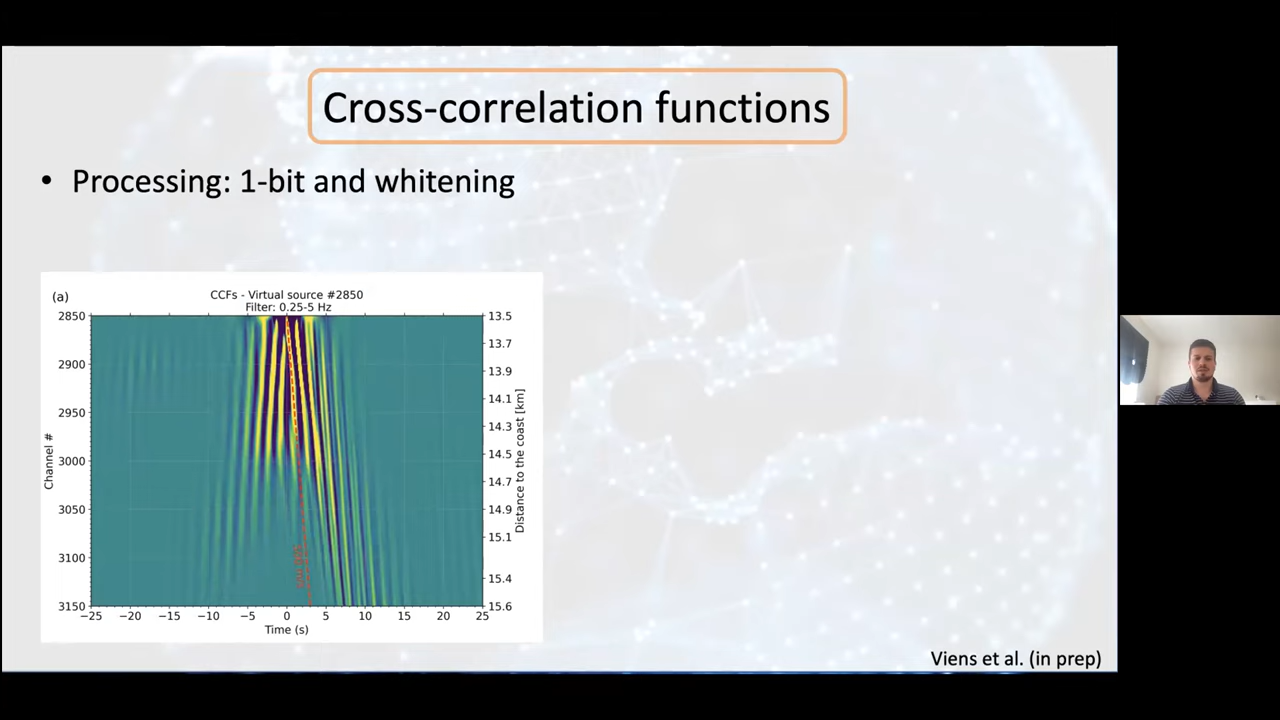 Cross-correlation functions
• Processing: 1-bit and whitening
(a)
CCFs - Virtual source #2850
Filter: 0.25-5 Hz
2850
2900
2950
3000
3050
3100
3150
Channel #
13.5
13.7
13.9
14.1
14.3
14.5
14.7
14.9
15.1
15.4
15.6
Distance to the coast [km]
−25 −20 −15 −10 −5 0 5 10 15 20 25
Time (s)
Viens et al. (in prep)